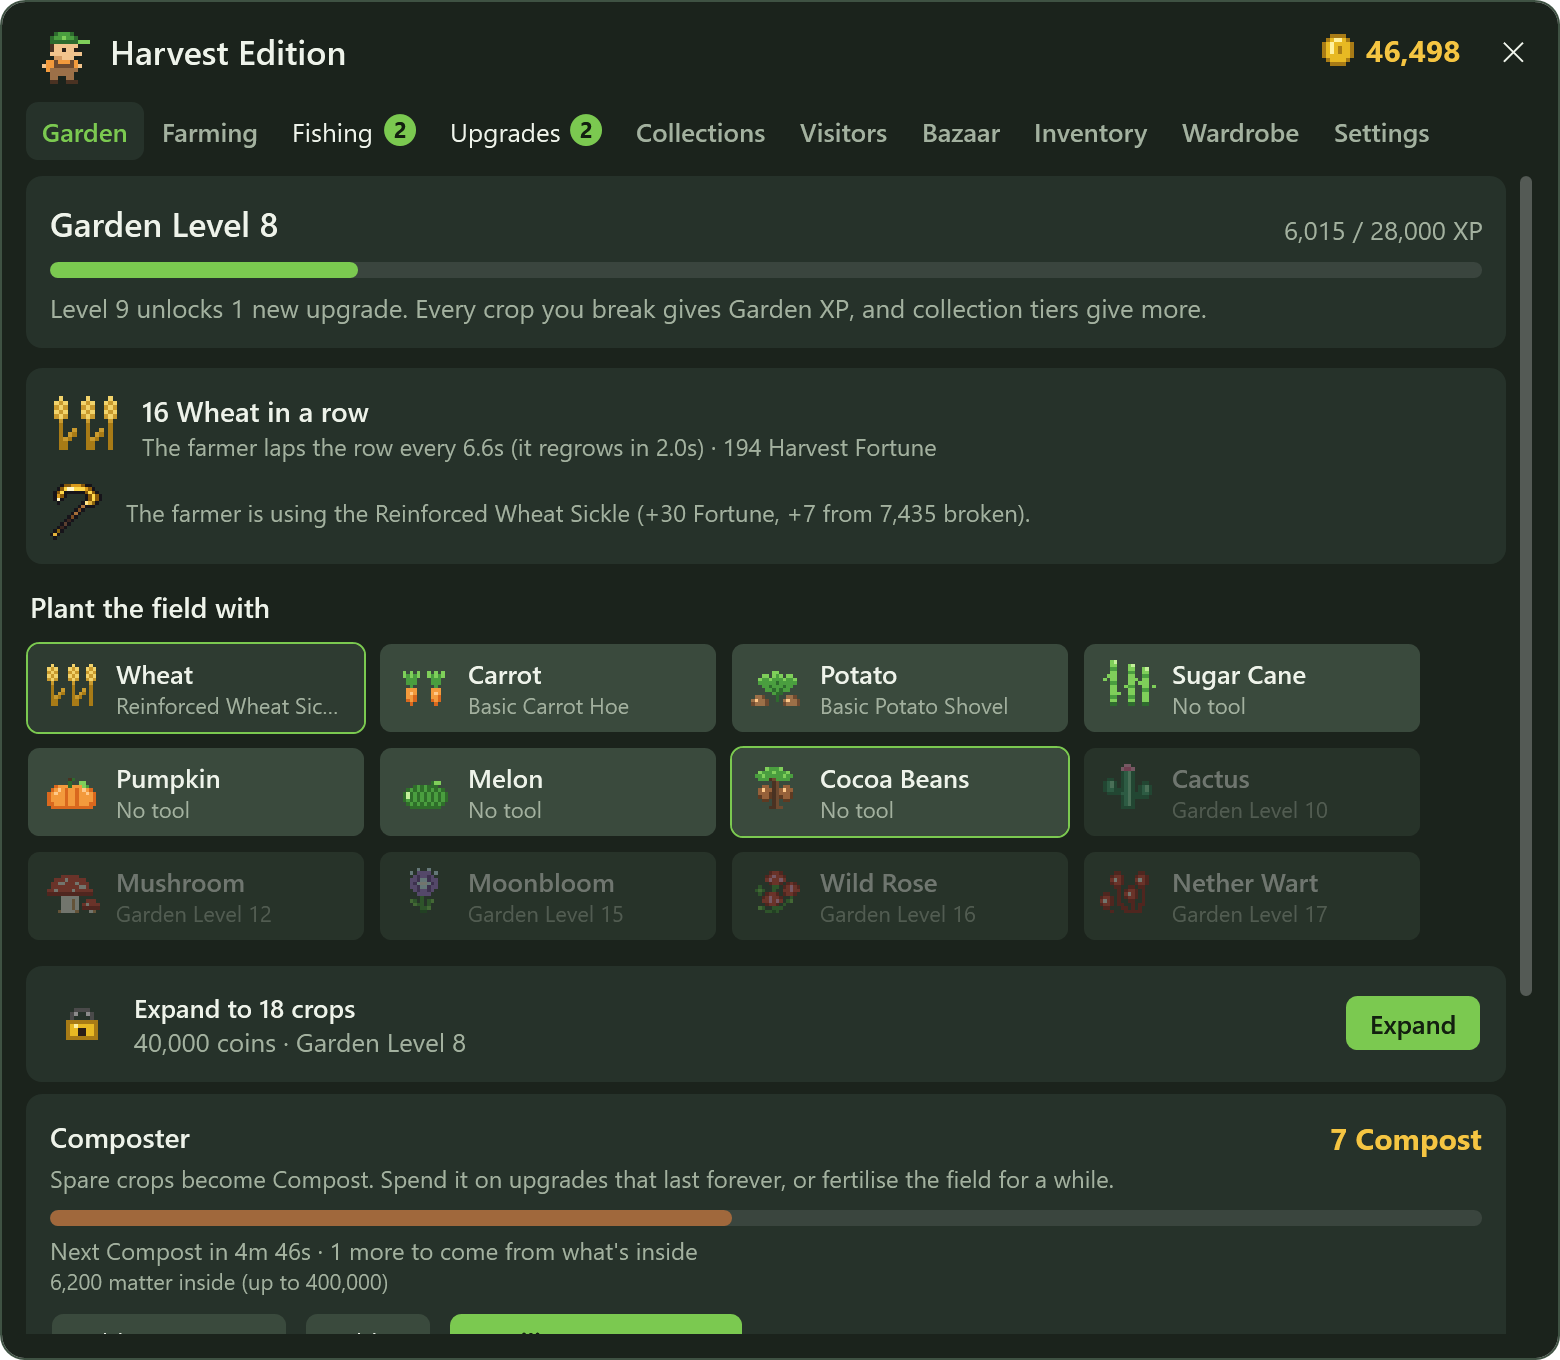 Harvest Edition
46,498
Garden
Farming
Fishing 2
Upgrades 2
Collections
Visitors
Bazaar
Inventory
Wardrobe
Settings
Garden Level 8
6,015 / 28,000 XP
Level 9 unlocks 1 new upgrade. Every crop you break gives Garden XP, and collection tiers give more.
16 Wheat in a row
The farmer laps the row every 6.6s (it regrows in 2.0s) · 194 Harvest Fortune
The farmer is using the Reinforced Wheat Sickle (+30 Fortune, +7 from 7,435 broken).
Plant the field with
Wheat
Reinforced Wheat Sic...
Carrot
Basic Carrot Hoe
Potato
Basic Potato Shovel
Sugar Cane
No tool
Pumpkin
No tool
Melon
No tool
Cocoa Beans
No tool
Cactus
Garden Level 10
Mushroom
Garden Level 12
Moonbloom
Garden Level 15
Wild Rose
Garden Level 16
Nether Wart
Garden Level 17
Expand to 18 crops
40,000 coins · Garden Level 8
Expand
Composter
7 Compost
Spare crops become Compost. Spend it on upgrades that last forever, or fertilise the field for a while.
Next Compost in 4m 46s · 1 more to come from what's inside
6,200 matter inside (up to 400,000)